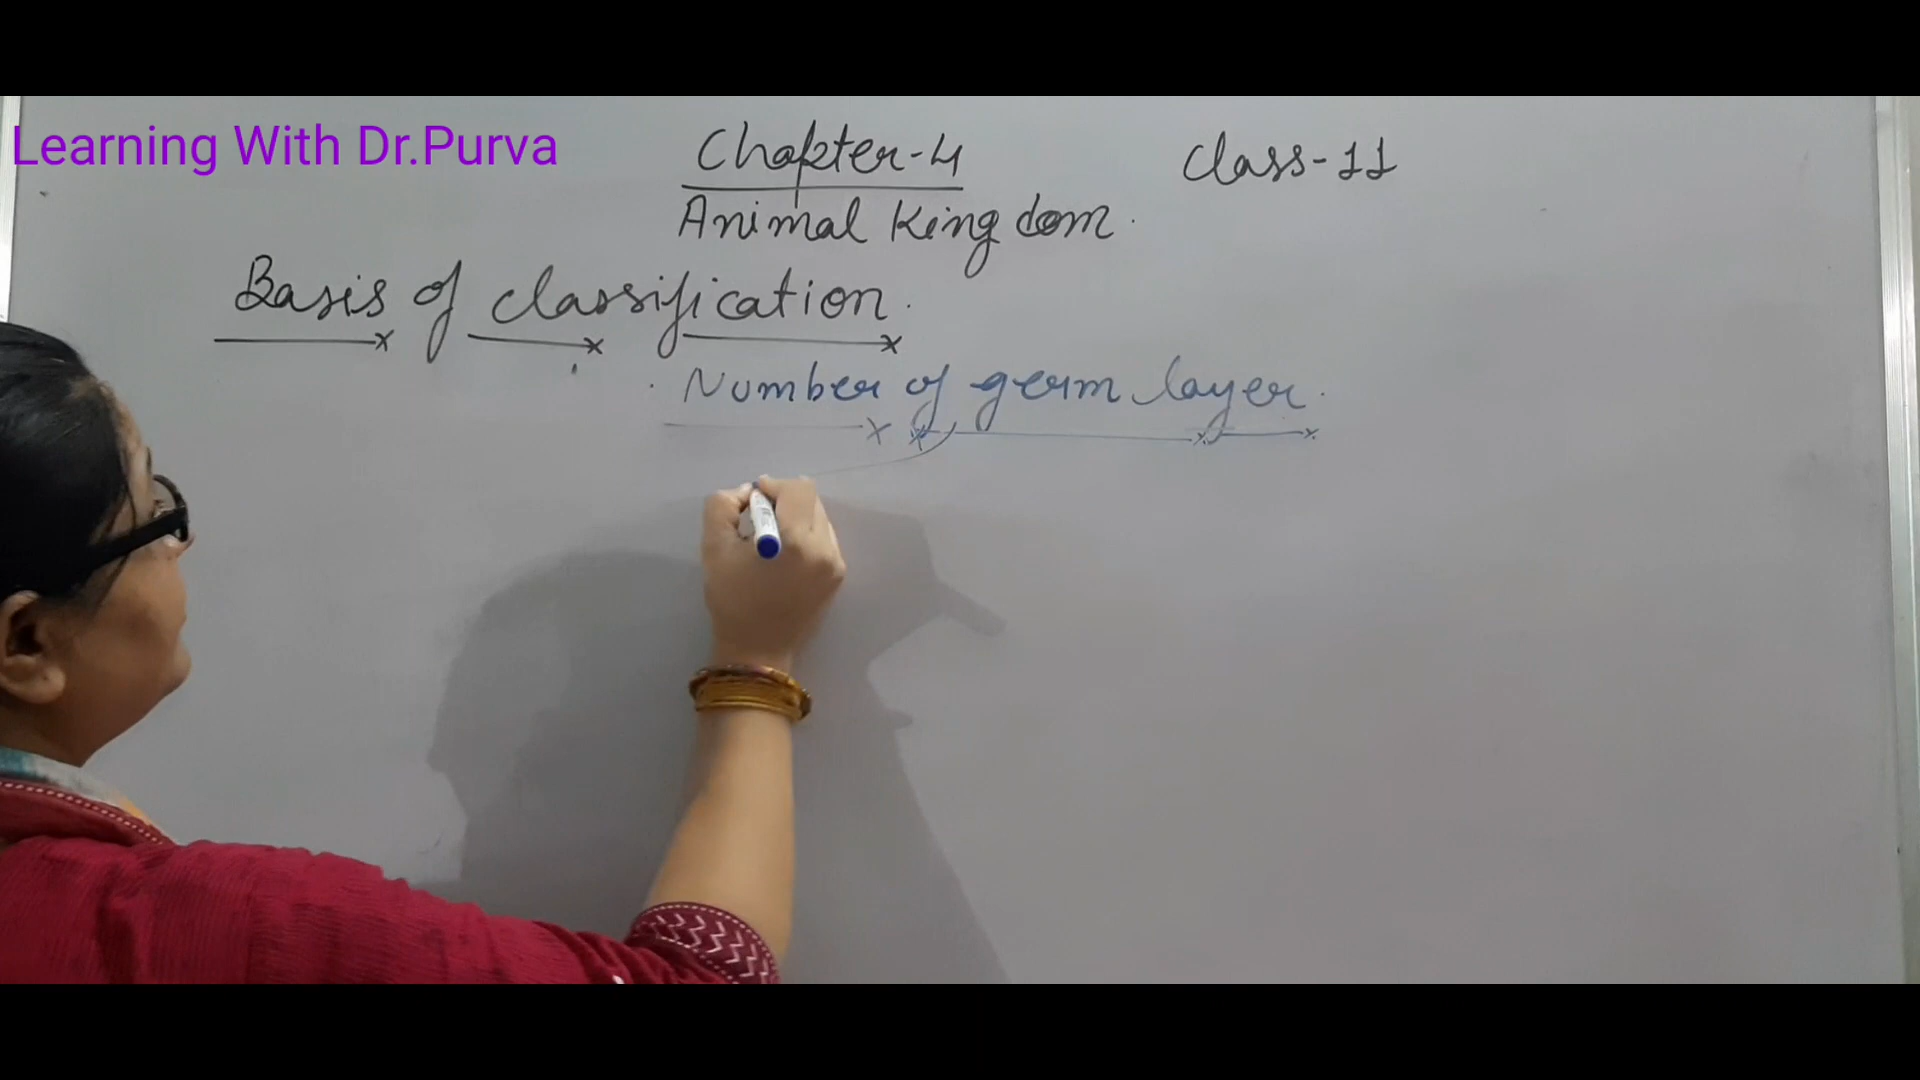 Learning With Dr.Purva
Chapter-4
Class-11
Animal Kingdom.
Basis of classification.
Number of germ layer.